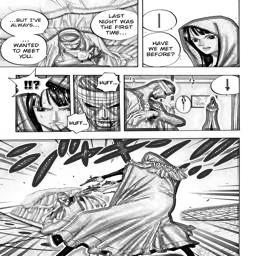 HAVE WE
MET
BEFORE?
LAST
NIGHT WAS
THE FIRST
TIME...
...BUT I'VE
ALWAYS...
WANTED
TO MEET
YOU.
HUFF...
HUFF...
!!?